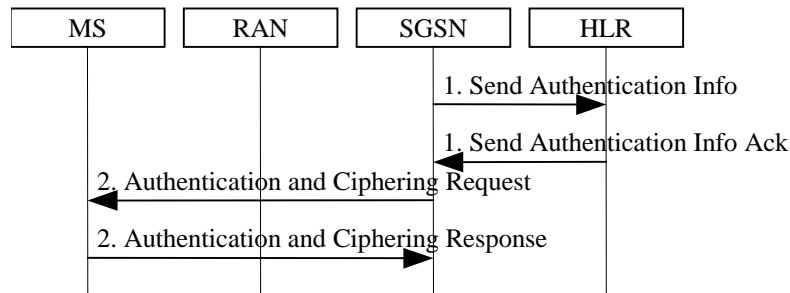 MS RAN SGSN HLR
1. Send Authentication Info
1. Send Authentication Info Ack
2. Authentication and Ciphering Request
2. Authentication and Ciphering Response